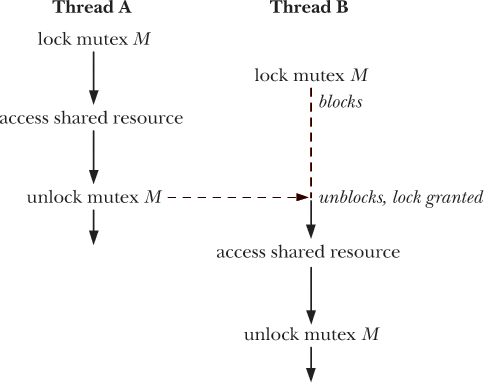 Thread A
Thread B
lock mutex M
lock mutex M
blocks
access shared resource
unlock mutex M
unblocks, lock granted
access shared resource
unlock mutex M